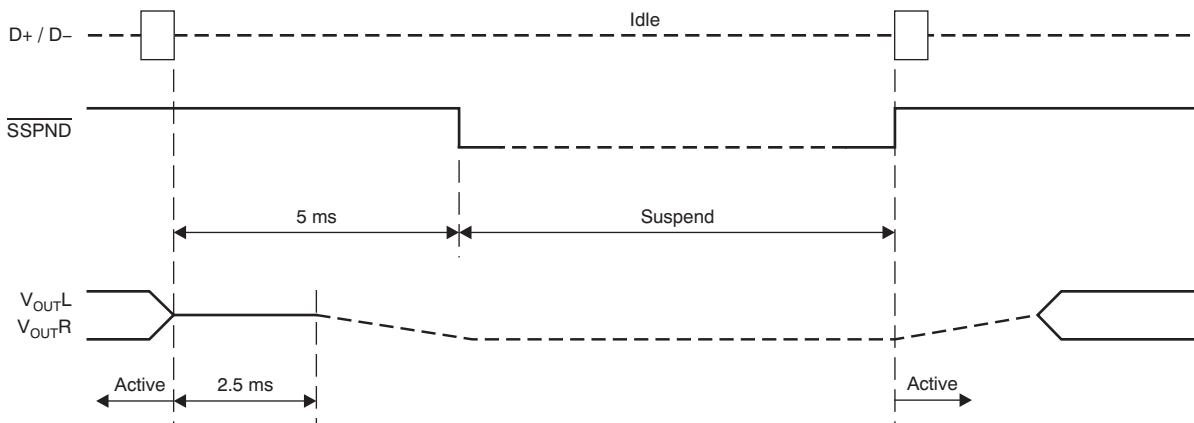 Idle
D+ / D–
SSPND
5 ms
Suspend
VOUTL
VOUTR
Active
2.5 ms
Active